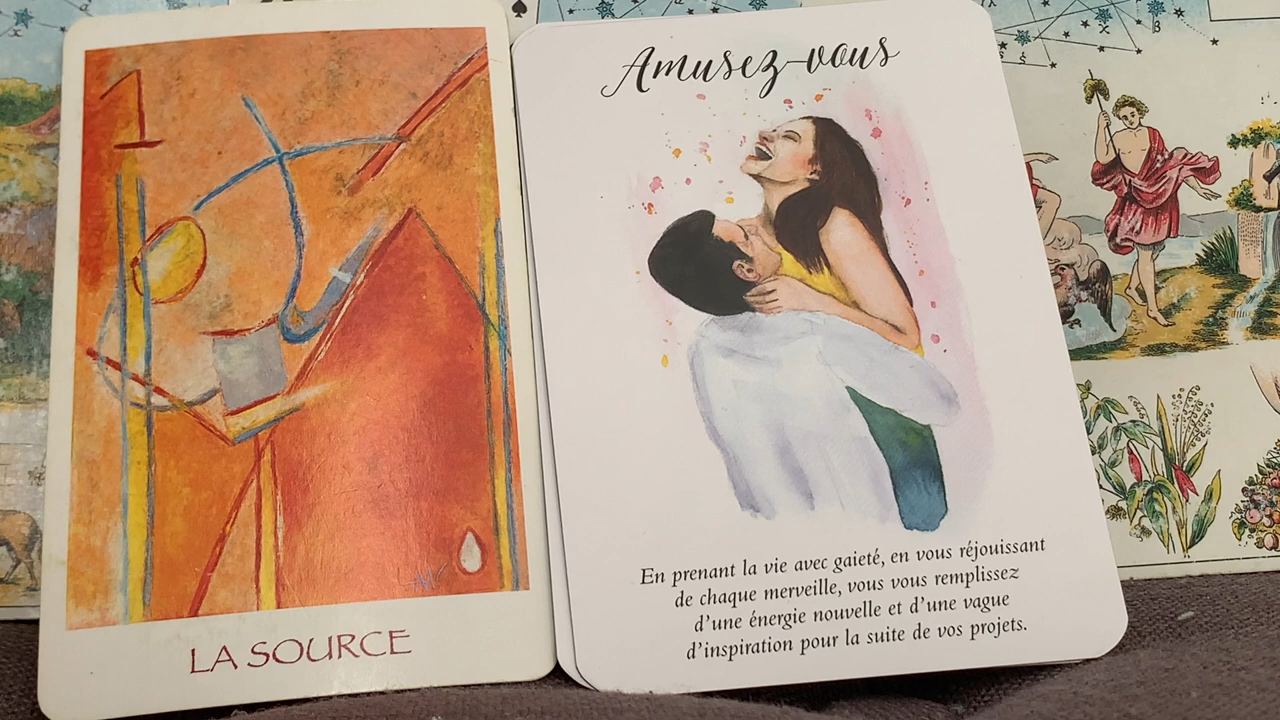 1
LA SOURCE
AW
Amusez-vous
En prenant la vie avec gaieté, en vous réjouissant
de chaque merveille, vous vous remplissez
d'une énergie nouvelle et d'une vague
d'inspiration pour la suite de vos projets.